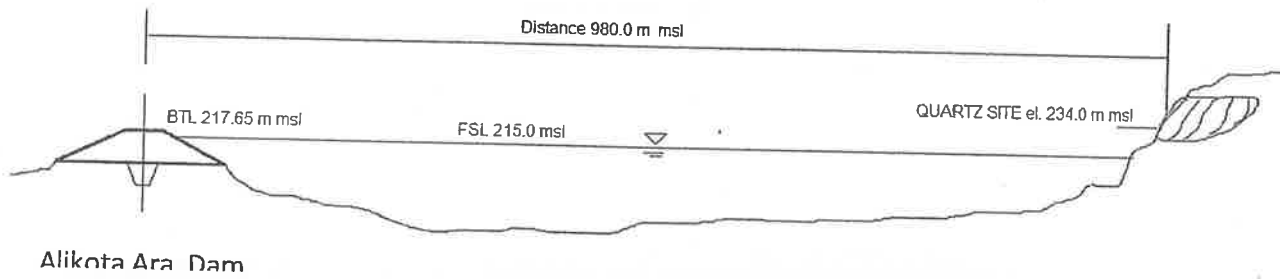 Distance 980.0 m msl
BTL 217.65 m msl
FSL 215.0 msl
QUARTZ SITE el. 234.0 m msl
Alikota Ara Dam